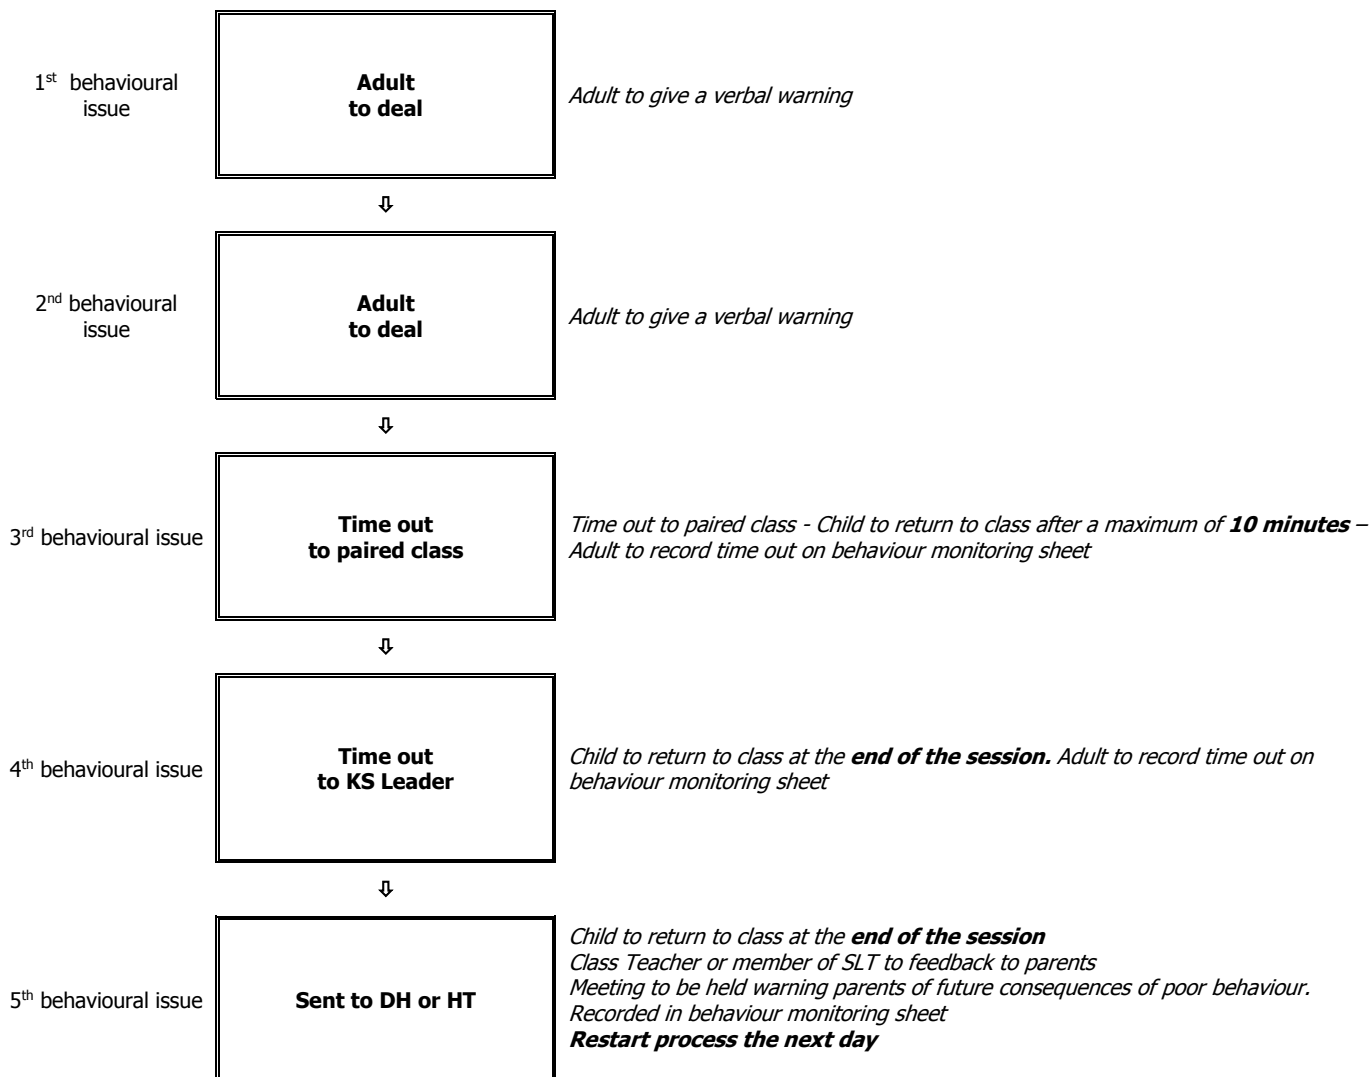 1st behavioural
issue
Adult
to deal
Adult to give a verbal warning
⇩
2nd behavioural
issue
Adult
to deal
Adult to give a verbal warning
⇩
3rd behavioural issue
Time out
to paired class
Time out to paired class - Child to return to class after a maximum of 10 minutes –
Adult to record time out on behaviour monitoring sheet
⇩
4th behavioural issue
Time out
to KS Leader
Child to return to class at the end of the session. Adult to record time out on
behaviour monitoring sheet
⇩
5th behavioural issue
Sent to DH or HT
Child to return to class at the end of the session
Class Teacher or member of SLT to feedback to parents
Meeting to be held warning parents of future consequences of poor behaviour.
Recorded in behaviour monitoring sheet
Restart process the next day